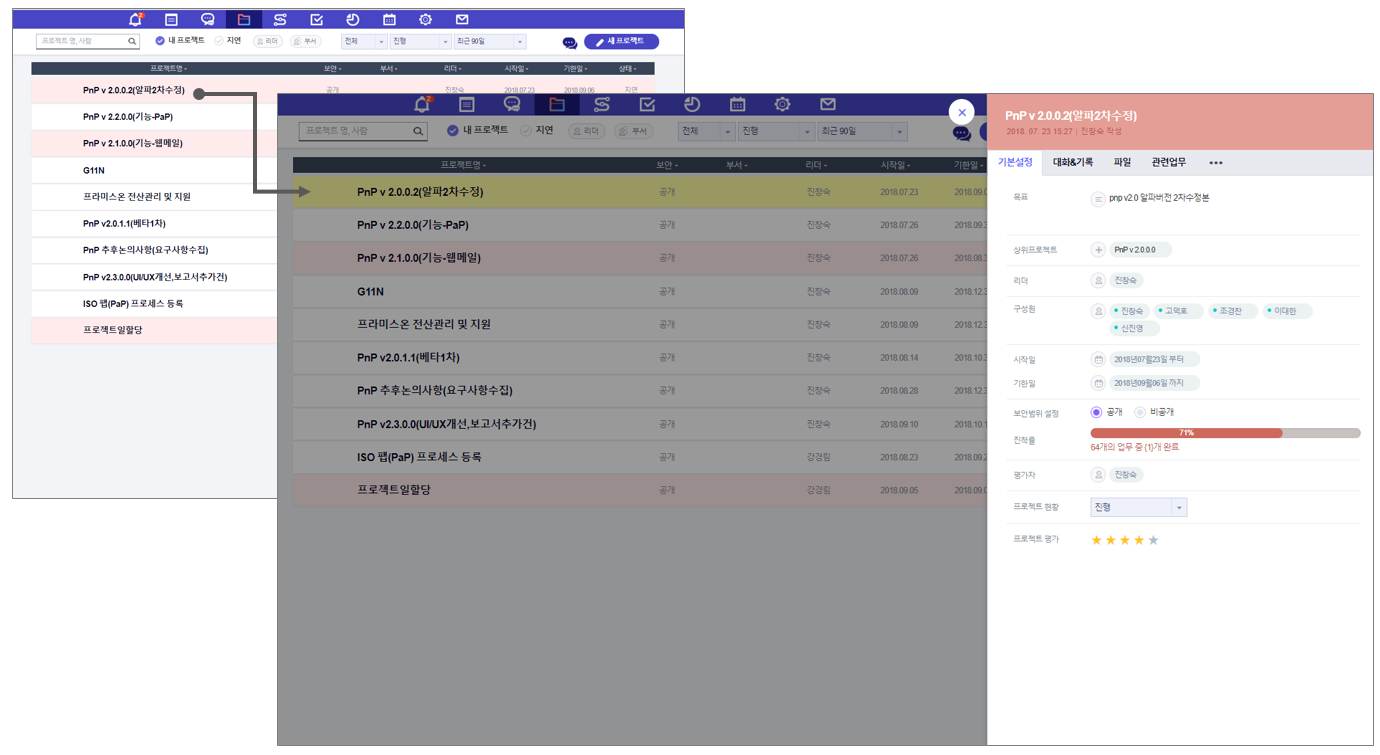 2
프로젝트 명, 사람
내 프로젝트
지연
리더
부서
전체
진행
최근 90일
새 프로젝트
프로젝트명 보안 부서 리더 시작일 기한일 상태
PnP v 2.0.0.2(알파2차수정) 공개 진창숙 2018.07.23 2018.09.06 지연
PnP v 2.2.0.0(기능-PaP)
PnP v 2.1.0.0(기능-웹메일)
G11N
프라미스온 전산관리 및 지원
PnP v2.0.1.1(베타1차)
PnP 추후논의사항(요구사항수집)
PnP v2.3.0.0(UI/UX개선,보고서추가건)
ISO 팹(PaP) 프로세스 등록
프로젝트일할당
2
프로젝트 명, 사람
내 프로젝트
지연
리더
부서
전체
진행
최근 90일
프로젝트명 보안 부서 리더 시작일 기한일
PnP v 2.0.0.2(알파2차수정) 공개 진창숙 2018.07.23 2018.09.0
PnP v 2.2.0.0(기능-PaP) 공개 진창숙 2018.07.26 2018.09.3
PnP v 2.1.0.0(기능-웹메일) 공개 진창숙 2018.07.26 2018.08.3
G11N 공개 진창숙 2018.08.09 2018.12.3
프라미스온 전산관리 및 지원 공개 진창숙 2018.08.09 2018.12.3
PnP v2.0.1.1(베타1차) 공개 진창숙 2018.08.14 2018.10.3
PnP 추후논의사항(요구사항수집) 공개 진창숙 2018.08.28 2018.12.3
PnP v2.3.0.0(UI/UX개선,보고서추가건) 공개 진창숙 2018.09.10 2018.10.1
ISO 팹(PaP) 프로세스 등록 공개 강경림 2018.08.23 2018.09.2
프로젝트일할당 공개 강경림 2018.09.05 2018.09.0
PnP v 2.0.0.2(알파2차수정)
2018. 07. 23 15:27 | 진창숙 작성
기본설정 대화&기록 파일 관련업무 •••
목표 pnp v2.0 알파버전 2차수정본
상위프로젝트 PnP v 2.0.0.0
리더 진창숙
구성원 진창숙 고덕호 조경찬 이대한
신진영
시작일 2018년07월23일 부터
기한일 2018년09월06일 까지
보안범위 설정 공개 비공개
진척율 71%
64개의 업무 중 (1)개 완료
평가자 진창숙
프로젝트 현황 진행
프로젝트 평가